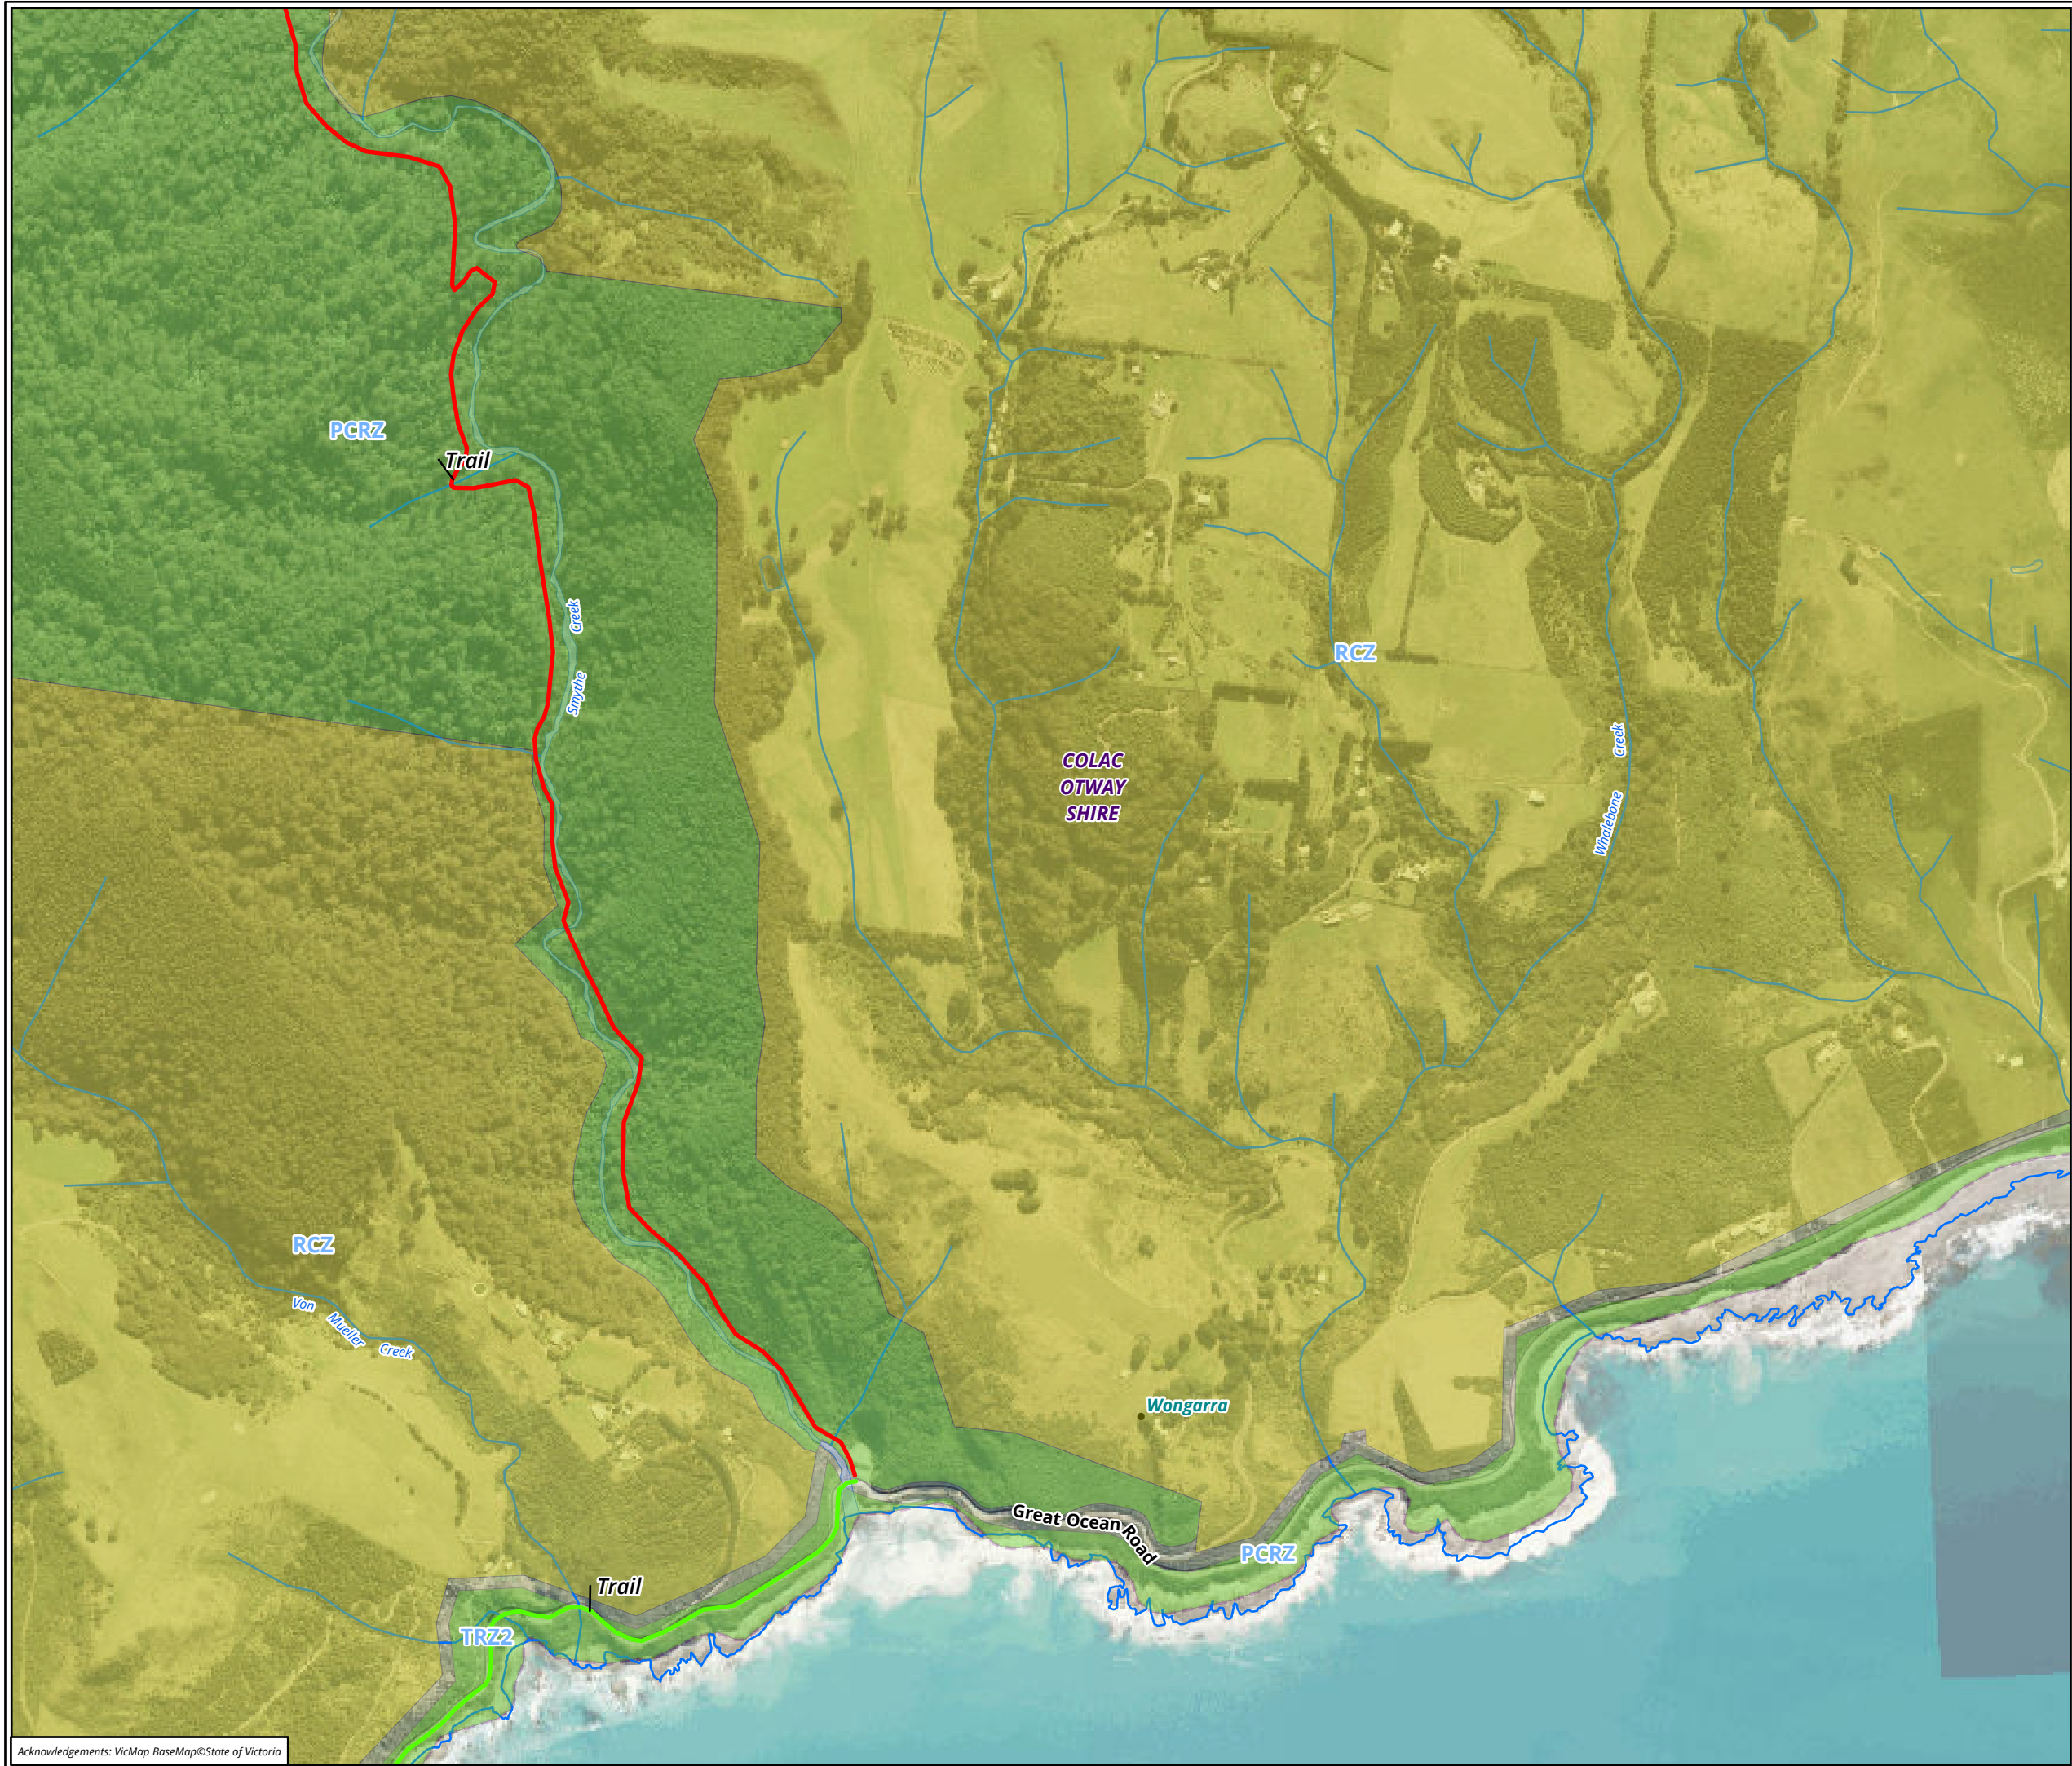 PCRZ
Trail
Creek
Smythe
RCZ
COLAC
OTWAY
SHIRE
Creek
Whalebone
RCZ
Von
Mueller
Creek
Wongarra
Great Ocean Road
PCRZ
Trail
TRZ2
Acknowledgements: VicMap BaseMap©State of Victoria